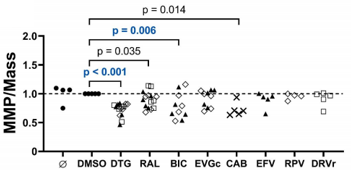 p = 0.014
p = 0.006
p = 0.035
p < 0.001
MMP/Mass
2.0
1.5
1.0
0.5
0.0
∅ DMSO DTG RAL BIC EVGc CAB EFV RPV DRVr